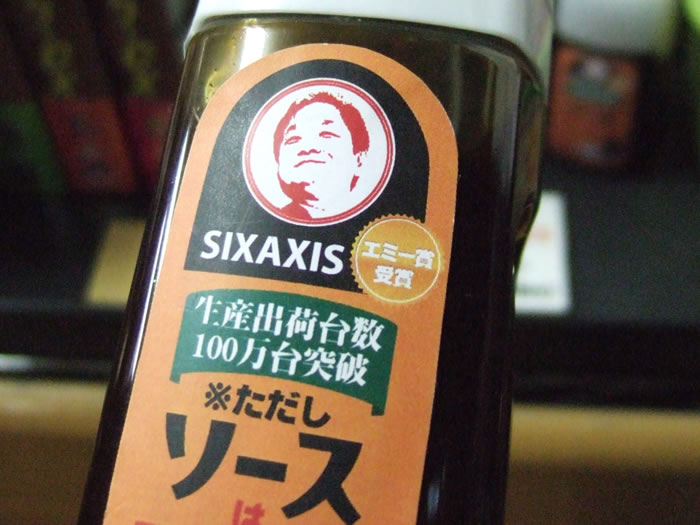 SIXAXIS
エミー賞
受賞
生産出荷台数
100万台突破
※ただし
ソース
は